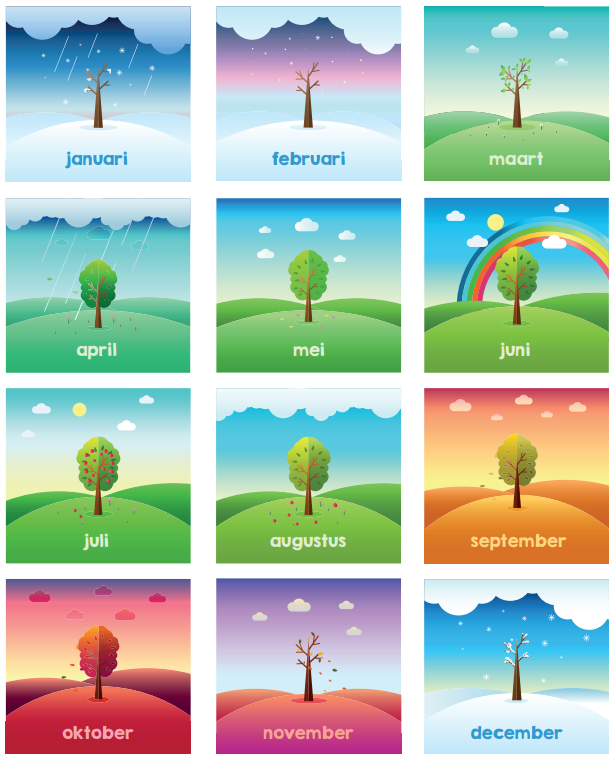 januari
februari
maart
april
mei
juni
juli
augustus
september
oktober
november
december